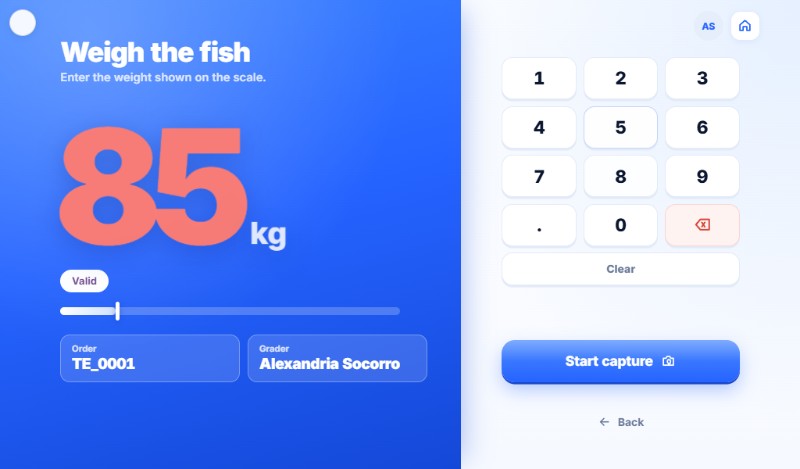 Weigh the fish
Enter the weight shown on the scale.
85 kg
Valid
Order
TE_0001
Grader
Alexandria Socorro
AS
1 2 3
4 5 6
7 8 9
. 0
Clear
Start capture
Back